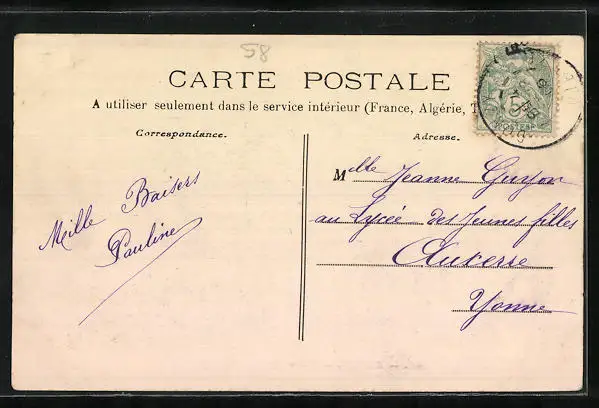 58
CARTE POSTALE
A utiliser seulement dans le service intérieur (France, Algérie,
Correspondance.
Adresse.
Mille Baisers
Pauline
Mlle Jeanne Guyon
au Lycée des Jeunes filles
Auxerre
Yonne
POSTES